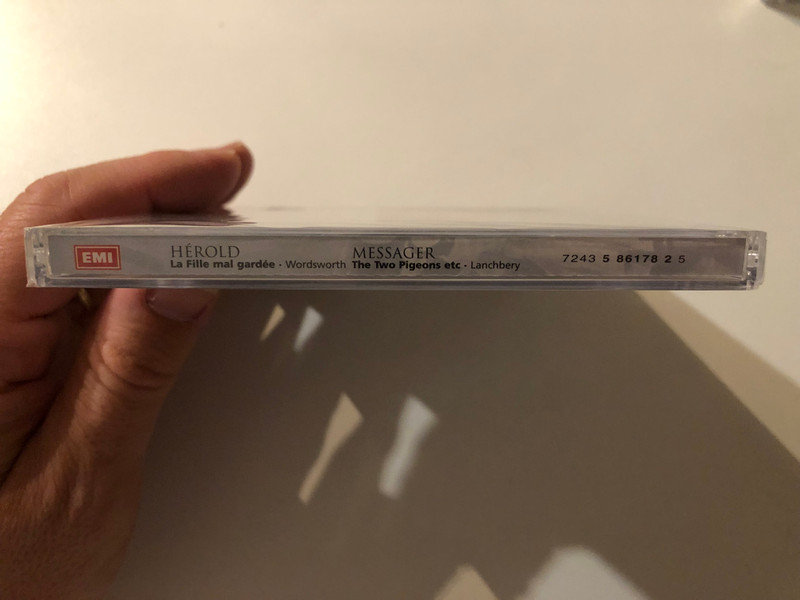 EMI
HÉROLD
La Fille mal gardée · Wordsworth
MESSAGER
The Two Pigeons etc · Lanchbery
7243 5 86178 2 5